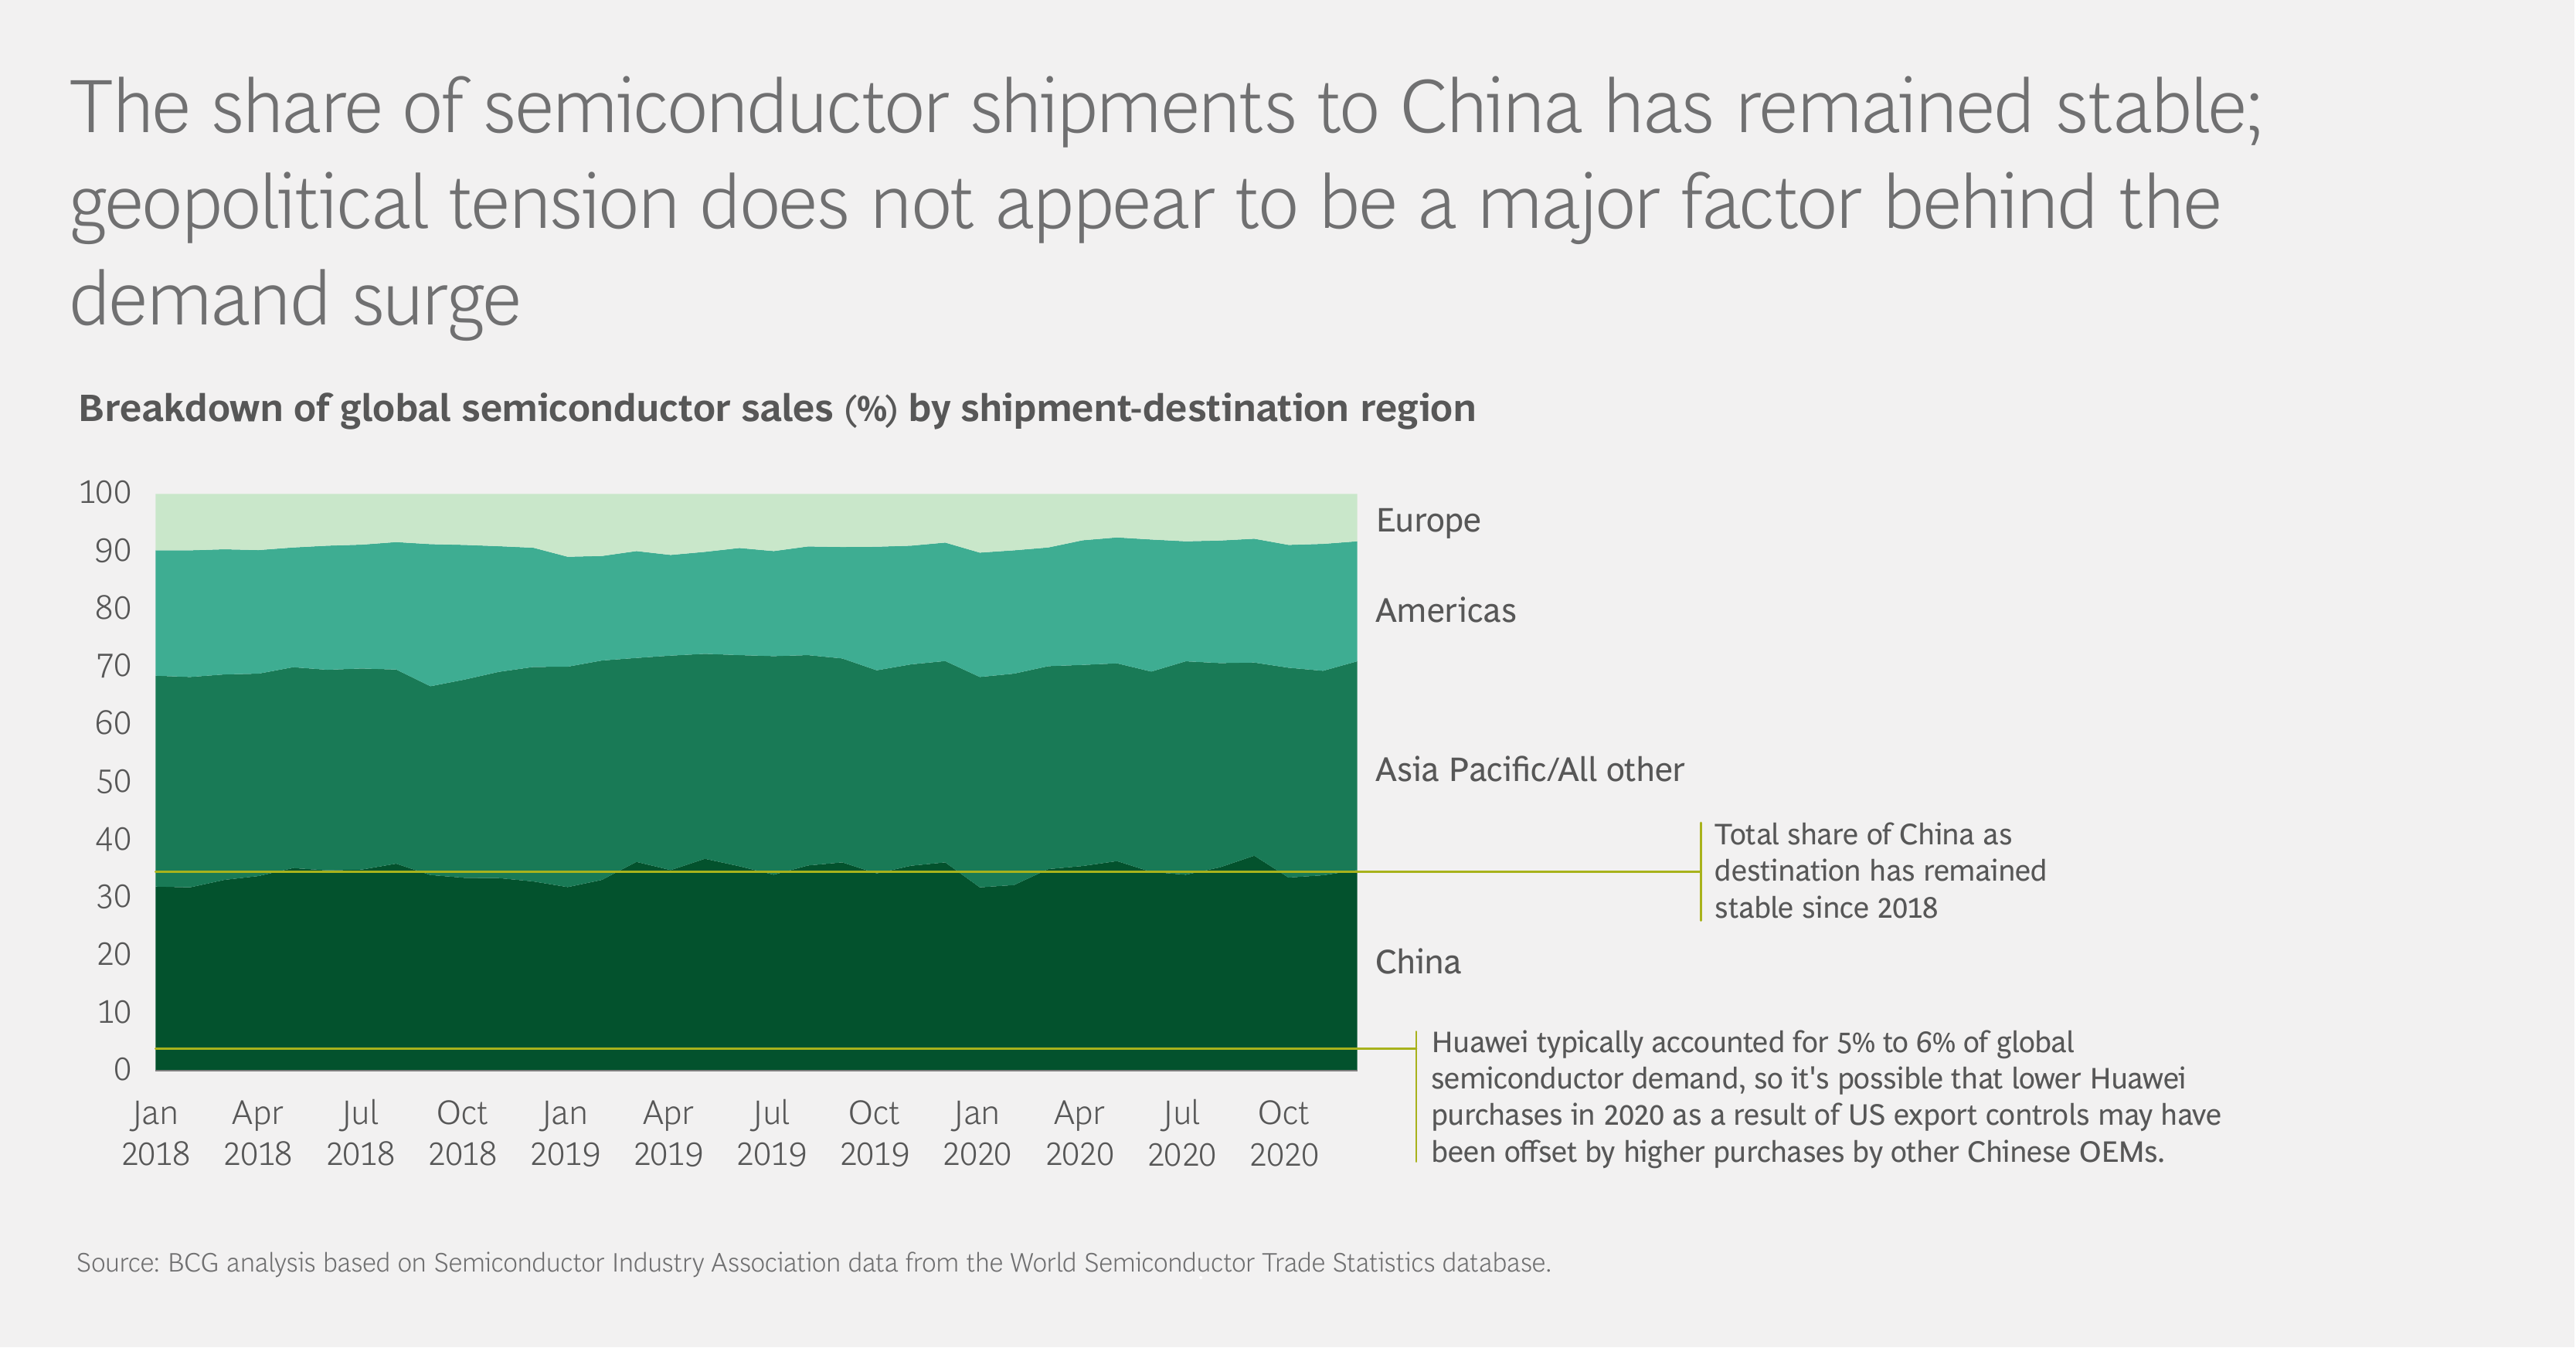 The share of semiconductor shipments to China has remained stable;
geopolitical tension does not appear to be a major factor behind the
demand surge
Breakdown of global semiconductor sales (%) by shipment-destination region
100
90
80
70
60
50
40
30
20
10
0
Europe
Americas
Asia Pacific/All other
Total share of China as
destination has remained
stable since 2018
China
Huawei typically accounted for 5% to 6% of global
semiconductor demand, so it's possible that lower Huawei
purchases in 2020 as a result of US export controls may have
been offset by higher purchases by other Chinese OEMs.
Jan Apr Jul Oct Jan Apr Jul Oct Jan Apr Jul Oct
2018 2018 2018 2018 2019 2019 2019 2019 2020 2020 2020 2020
Source: BCG analysis based on Semiconductor Industry Association data from the World Semiconductor Trade Statistics database.